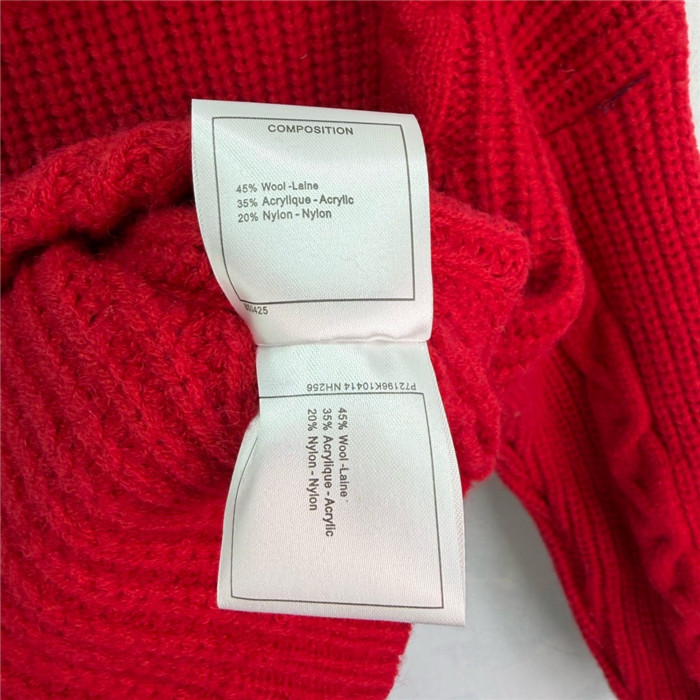 COMPOSITION
45% Wool -Laine
35% Acrylique - Acrylic
20% Nylon - Nylon
P72196K10414 NH256
45% Wool -Laine
35% Acrylique - Acrylic
20% Nylon - Nylon